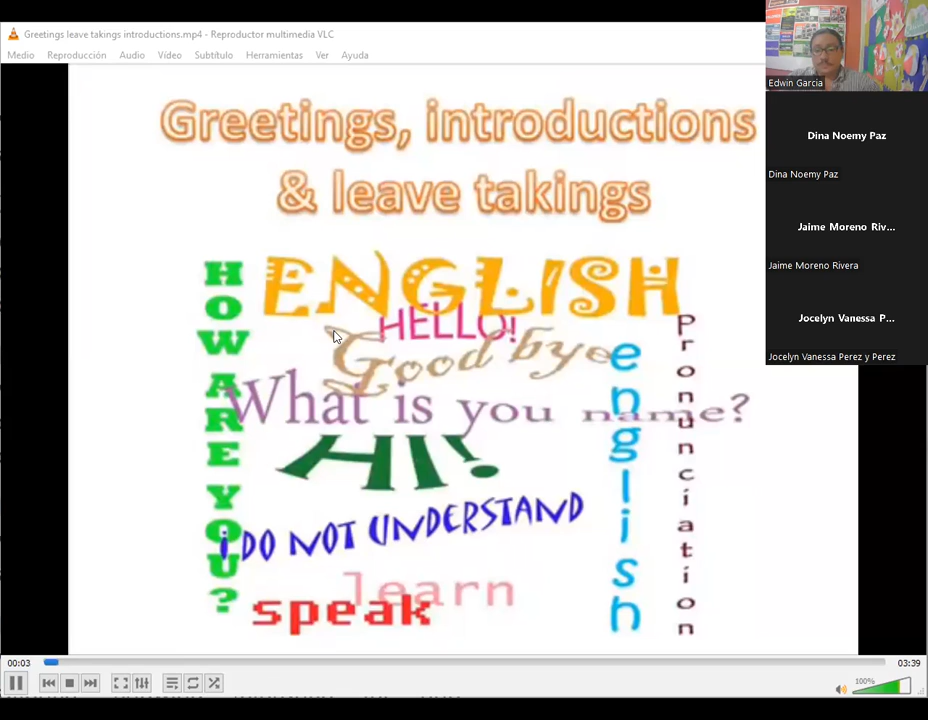 Greetings leave takings introductions.mp4 - Reproductor multimedia VLC
Medio Reproducción Audio Vídeo Subtítulo Herramientas Ver Ayuda
Greetings, introductions
& leave takings
HOW ARE YOU?
ENGLISH
HELLO!
Good bye
What is you name?
HI!
i DO NOT UNDERSTAND
learn
speak
english
Pronunciation
Edwin Garcia
Dina Noemy Paz
Dina Noemy Paz
Jaime Moreno Riv...
Jaime Moreno Rivera
Jocelyn Vanessa P...
Jocelyn Vanessa Perez y Perez
00:03
03:39
100%